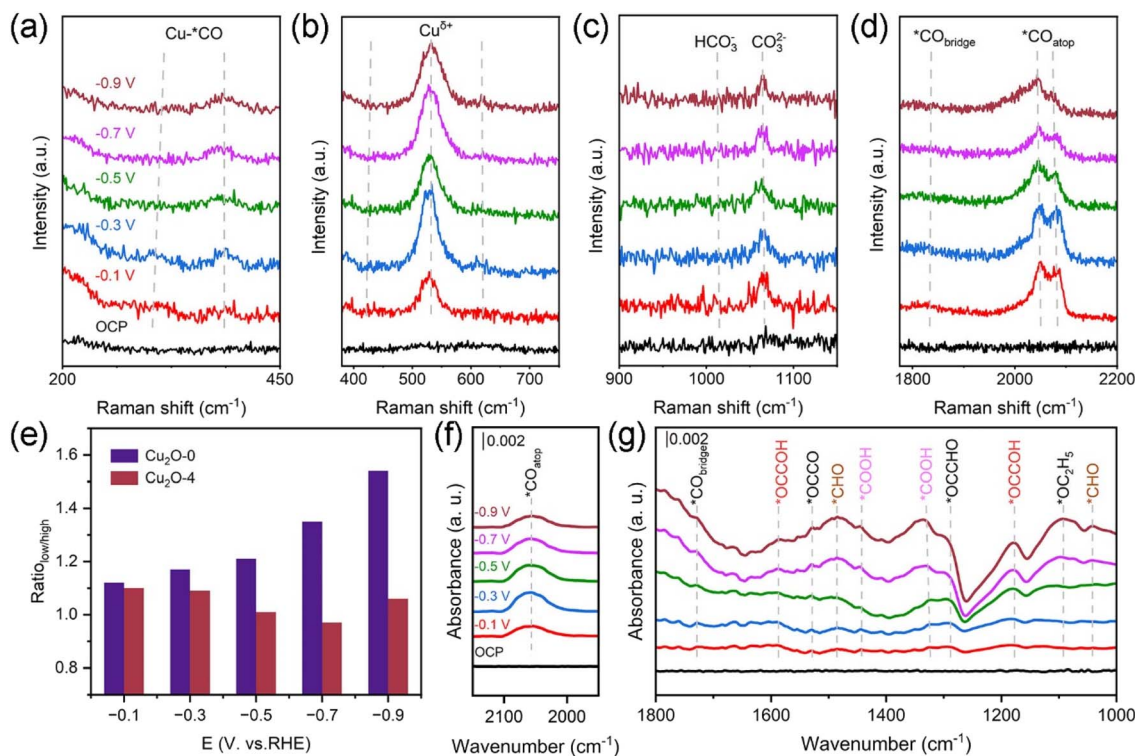 (a)
Cu-*CO
-0.9 V
-0.7 V
-0.5 V
-0.3 V
-0.1 V
OCP
200 450
Raman shift (cm⁻¹)
Intensity (a.u.)
(b)
Cu^δ+
400 500 600 700
Raman shift (cm⁻¹)
Intensity (a.u.)
(c)
HCO₃⁻ CO₃²⁻
900 1000 1100
Raman shift (cm⁻¹)
Intensity (a.u.)
(d)
*CO_bridge *CO_atop
1800 2000 2200
Raman shift (cm⁻¹)
Intensity (a.u.)
(e)
Cu₂O-0
Cu₂O-4
1.6
1.4
1.2
1.0
0.8
Ratio_low/high
−0.1 −0.3 −0.5 −0.7 −0.9
E (V. vs.RHE)
(f)
0.002
*CO_atop
-0.9 V
-0.7 V
-0.5 V
-0.3 V
-0.1 V
OCP
2100 2000
Wavenumber (cm⁻¹)
Absorbance (a. u.)
(g)
0.002
*CO_bridge
*OCCOH
*OCCO
*CHO
*COOH
*COOH
*OCCHO
*OCCOH
*OC₂H₅
*CHO
1800 1600 1400 1200 1000
Wavenumber (cm⁻¹)
Absorbance (a. u.)